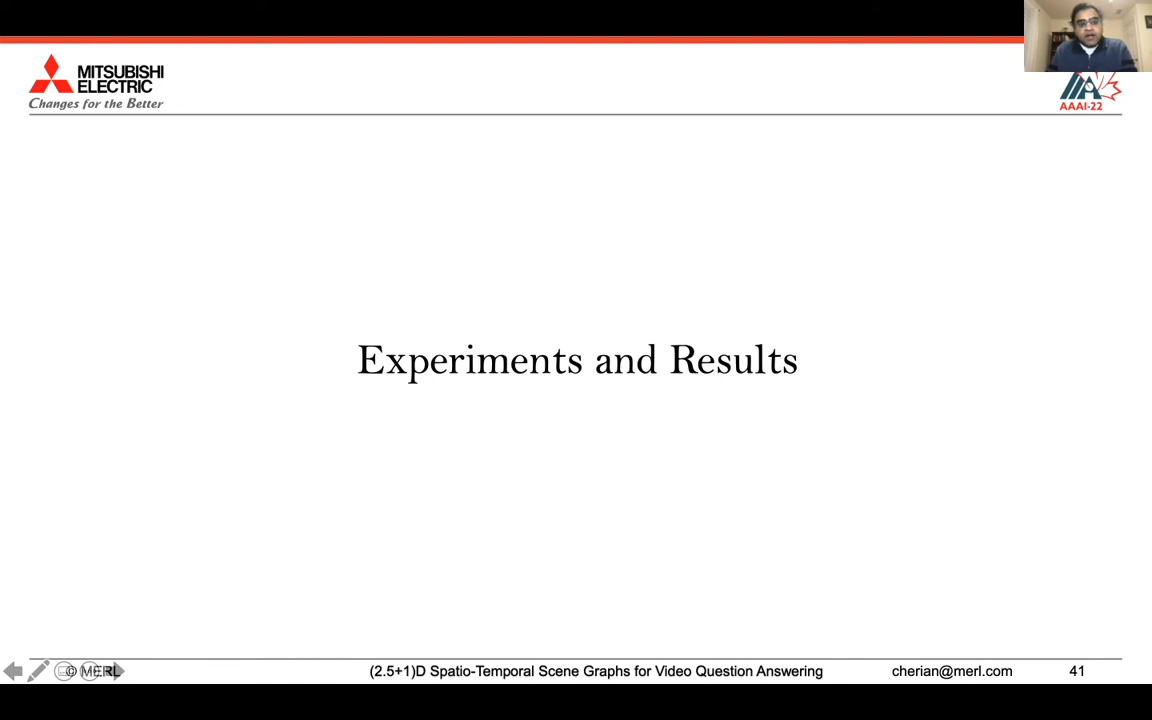 MITSUBISHI
ELECTRIC
Changes for the Better
AAAI-22
Experiments and Results
© MERL
(2.5+1)D Spatio-Temporal Scene Graphs for Video Question Answering
cherian@merl.com
41